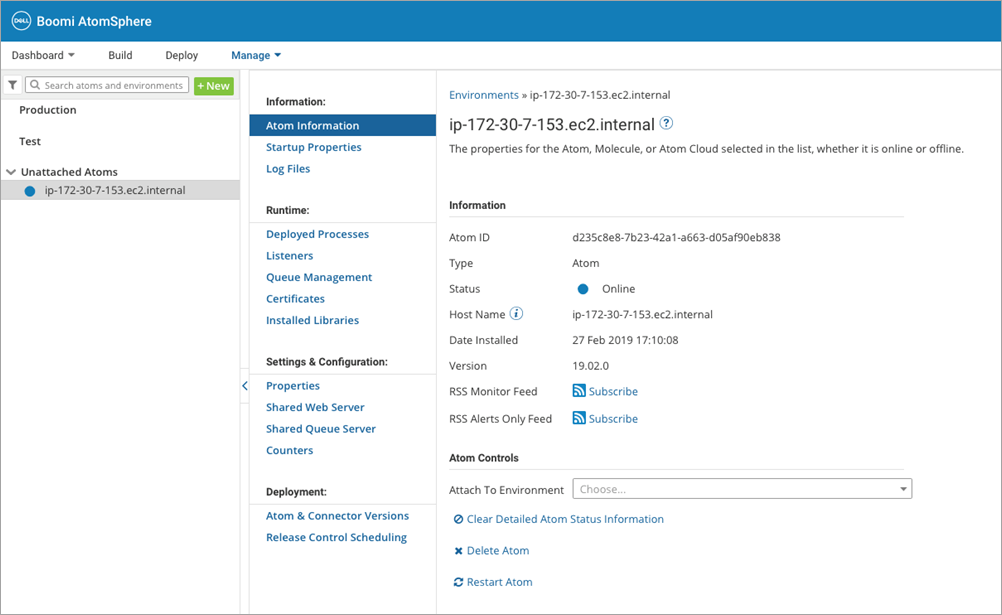 DELL Boomi AtomSphere
Dashboard Build Deploy Manage
Search atoms and environments + New
Production
Test
Unattached Atoms
ip-172-30-7-153.ec2.internal
Information:
Atom Information
Startup Properties
Log Files
Runtime:
Deployed Processes
Listeners
Queue Management
Certificates
Installed Libraries
Settings & Configuration:
Properties
Shared Web Server
Shared Queue Server
Counters
Deployment:
Atom & Connector Versions
Release Control Scheduling
Environments » ip-172-30-7-153.ec2.internal
ip-172-30-7-153.ec2.internal ?
The properties for the Atom, Molecule, or Atom Cloud selected in the list, whether it is online or offline.
Information
Atom ID d235c8e8-7b23-42a1-a663-d05af90eb838
Type Atom
Status Online
Host Name i ip-172-30-7-153.ec2.internal
Date Installed 27 Feb 2019 17:10:08
Version 19.02.0
RSS Monitor Feed Subscribe
RSS Alerts Only Feed Subscribe
Atom Controls
Attach To Environment Choose...
Clear Detailed Atom Status Information
Delete Atom
Restart Atom